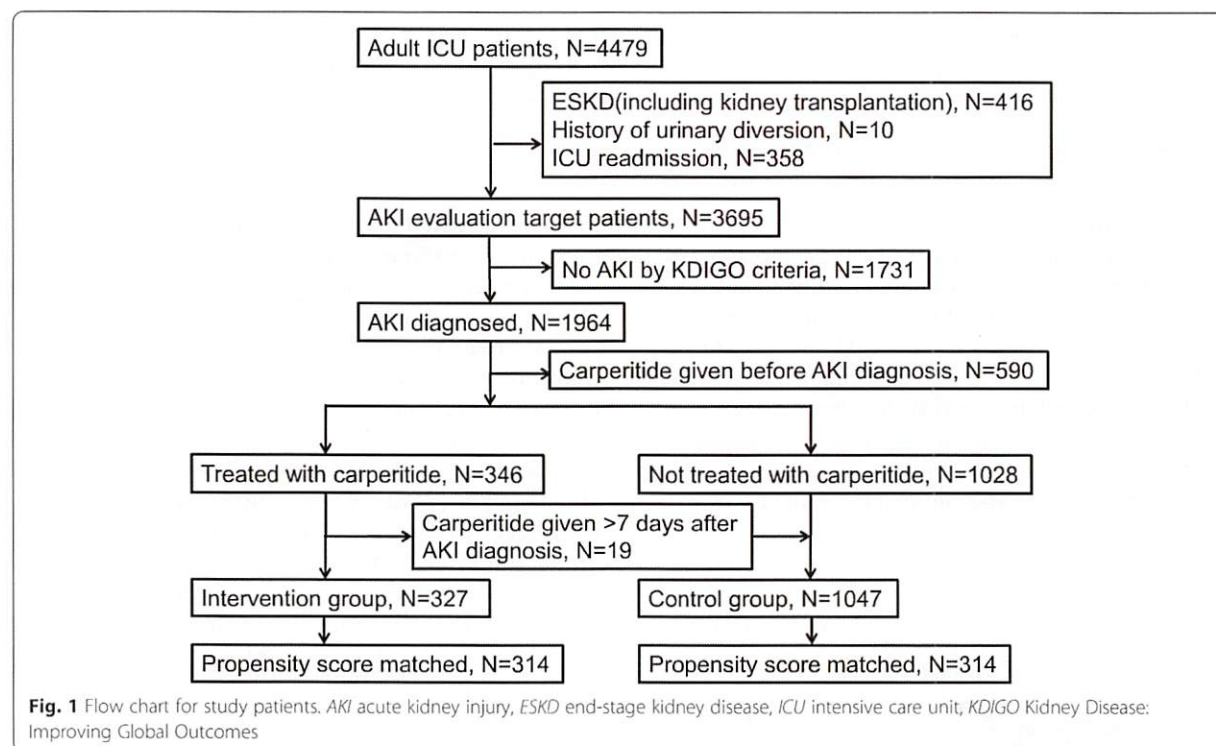 Adult ICU patients, N=4479
ESKD(including kidney transplantation), N=416
History of urinary diversion, N=10
ICU readmission, N=358
AKI evaluation target patients, N=3695
No AKI by KDIGO criteria, N=1731
AKI diagnosed, N=1964
Carperitide given before AKI diagnosis, N=590
Treated with carperitide, N=346
Not treated with carperitide, N=1028
Carperitide given >7 days after
AKI diagnosis, N=19
Intervention group, N=327
Control group, N=1047
Propensity score matched, N=314
Propensity score matched, N=314
Fig. 1 Flow chart for study patients. AKI acute kidney injury, ESKD end-stage kidney disease, ICU intensive care unit, KDIGO Kidney Disease:
Improving Global Outcomes